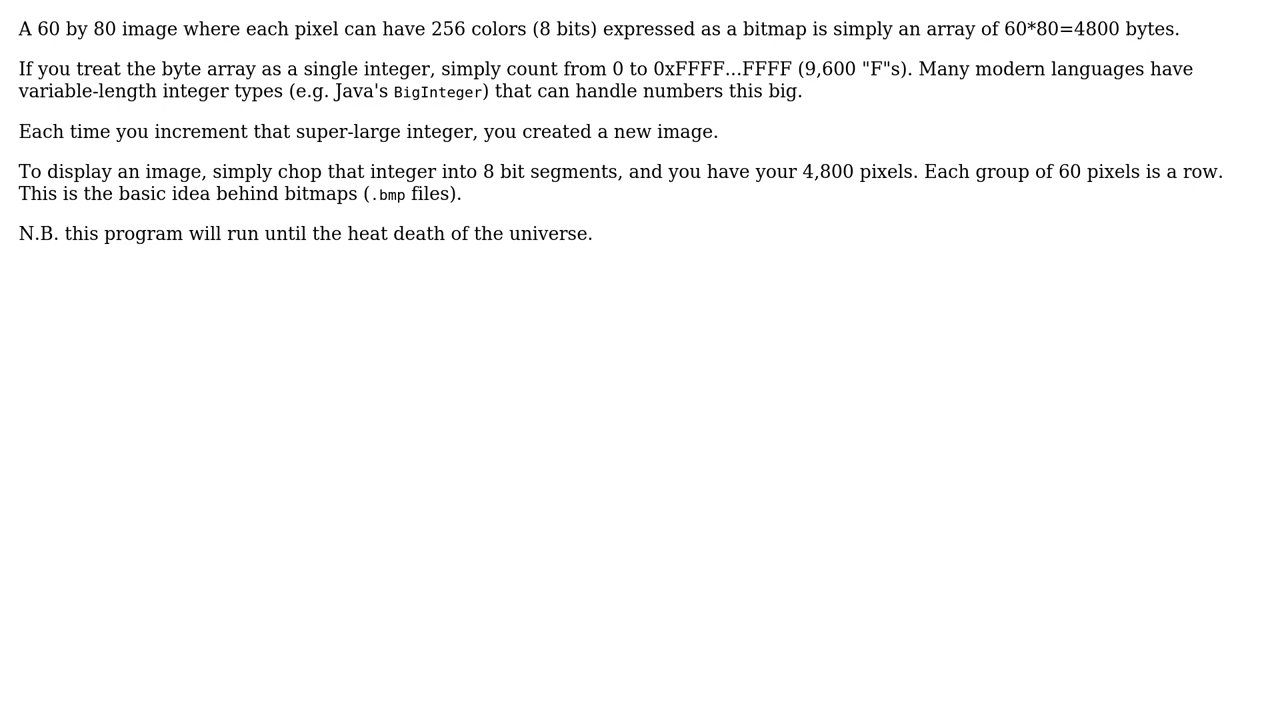 A 60 by 80 image where each pixel can have 256 colors (8 bits) expressed as a bitmap is simply an array of 60*80=4800 bytes.
If you treat the byte array as a single integer, simply count from 0 to 0xFFFF...FFFF (9,600 "F"s). Many modern languages have
variable-length integer types (e.g. Java's BigInteger) that can handle numbers this big.
Each time you increment that super-large integer, you created a new image.
To display an image, simply chop that integer into 8 bit segments, and you have your 4,800 pixels. Each group of 60 pixels is a row.
This is the basic idea behind bitmaps (.bmp files).
N.B. this program will run until the heat death of the universe.